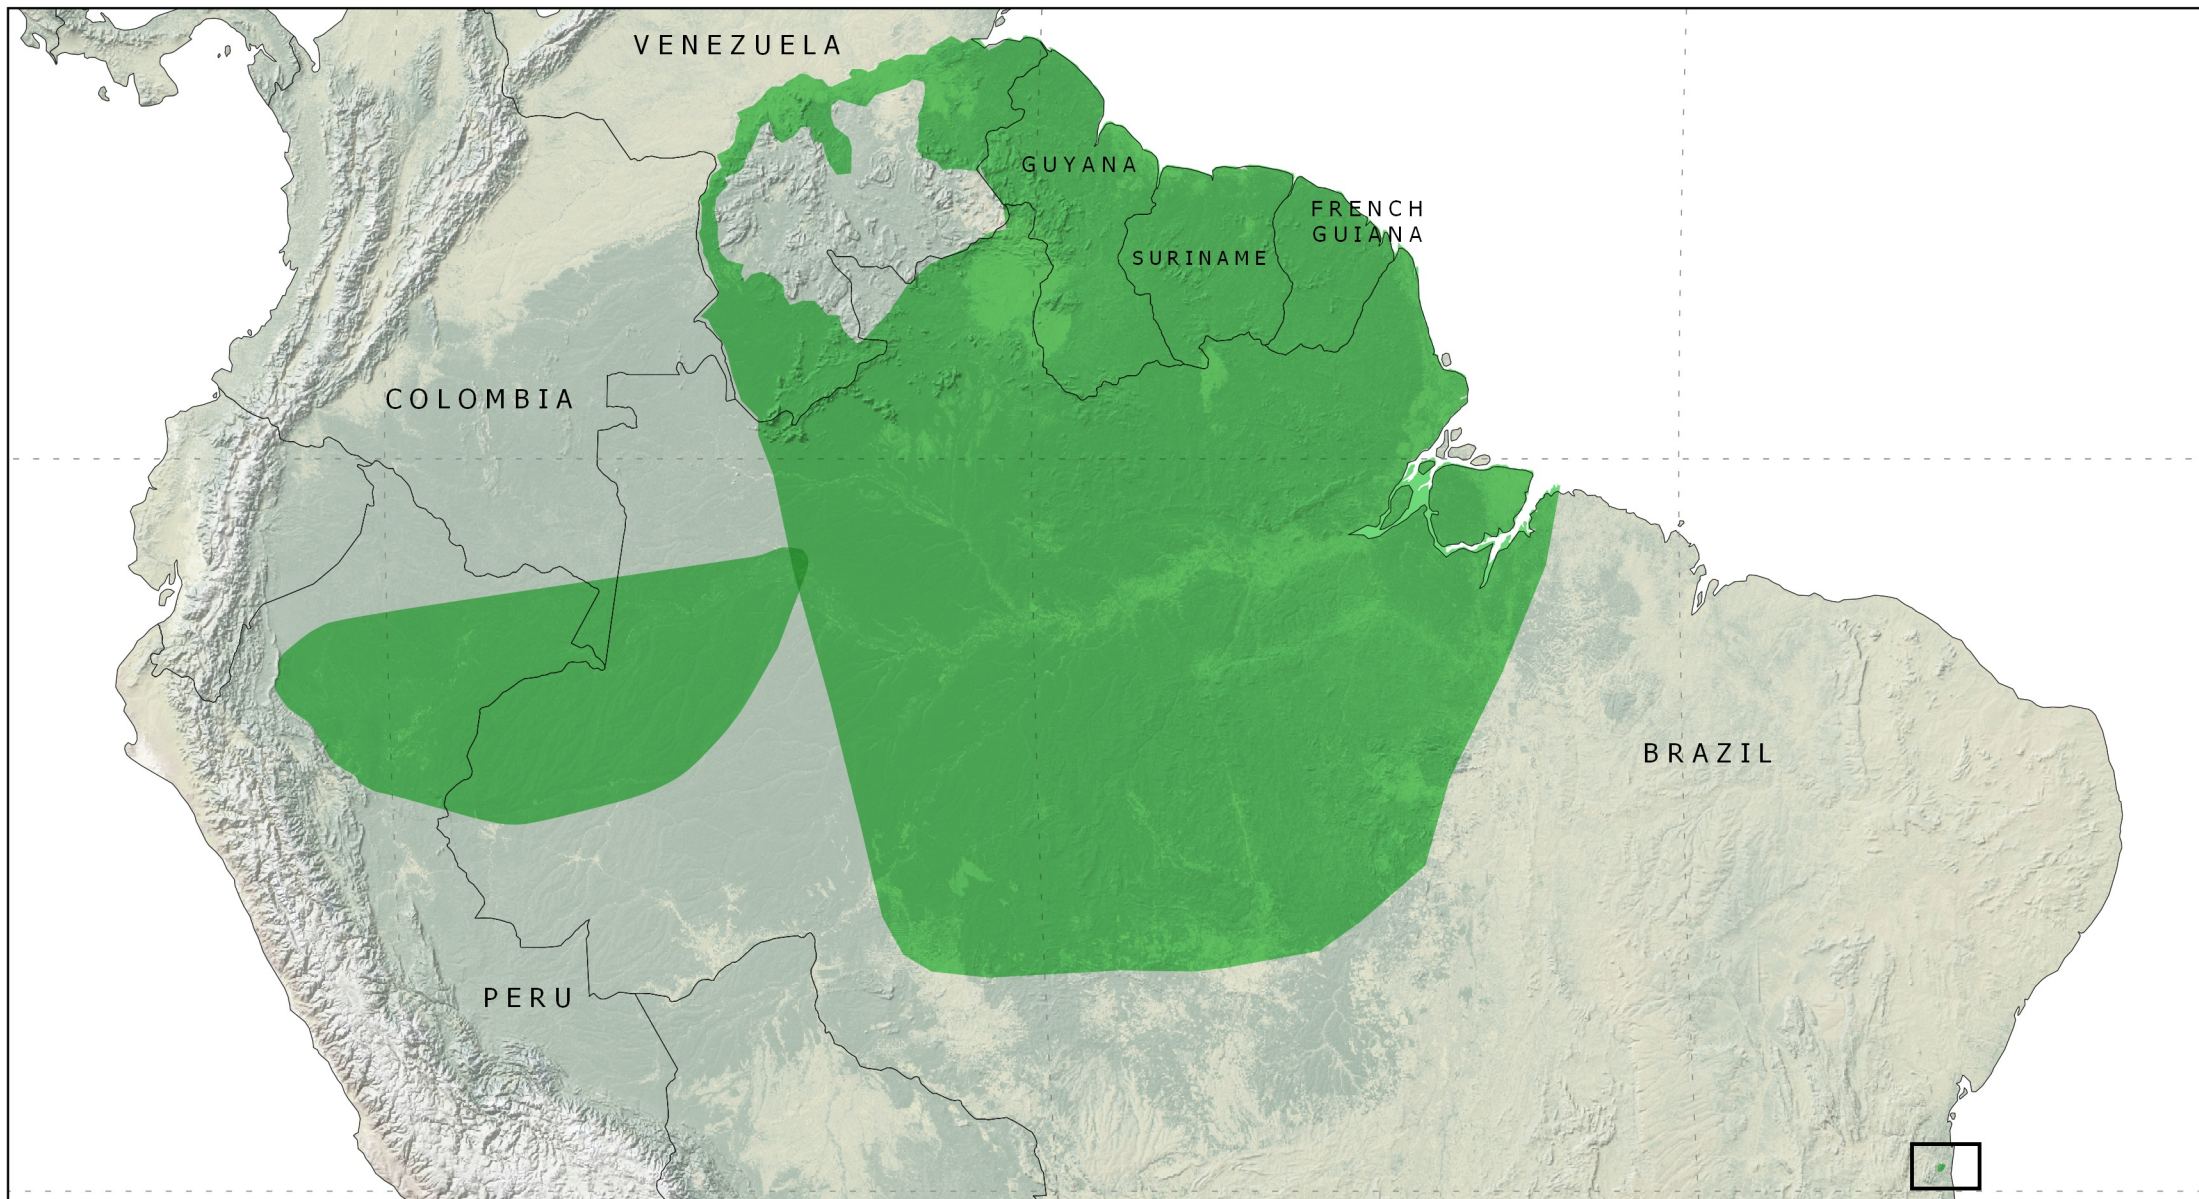 VENEZUELA
GUYANA
FRENCH
GUIANA
SURINAME
COLOMBIA
BRAZIL
PERU